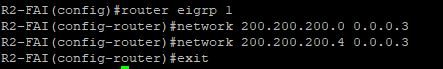 R2-FAI(config)#router eigrp 1
R2-FAI(config-router)#network 200.200.200.0 0.0.0.3
R2-FAI(config-router)#network 200.200.200.4 0.0.0.3
R2-FAI(config-router)#exit